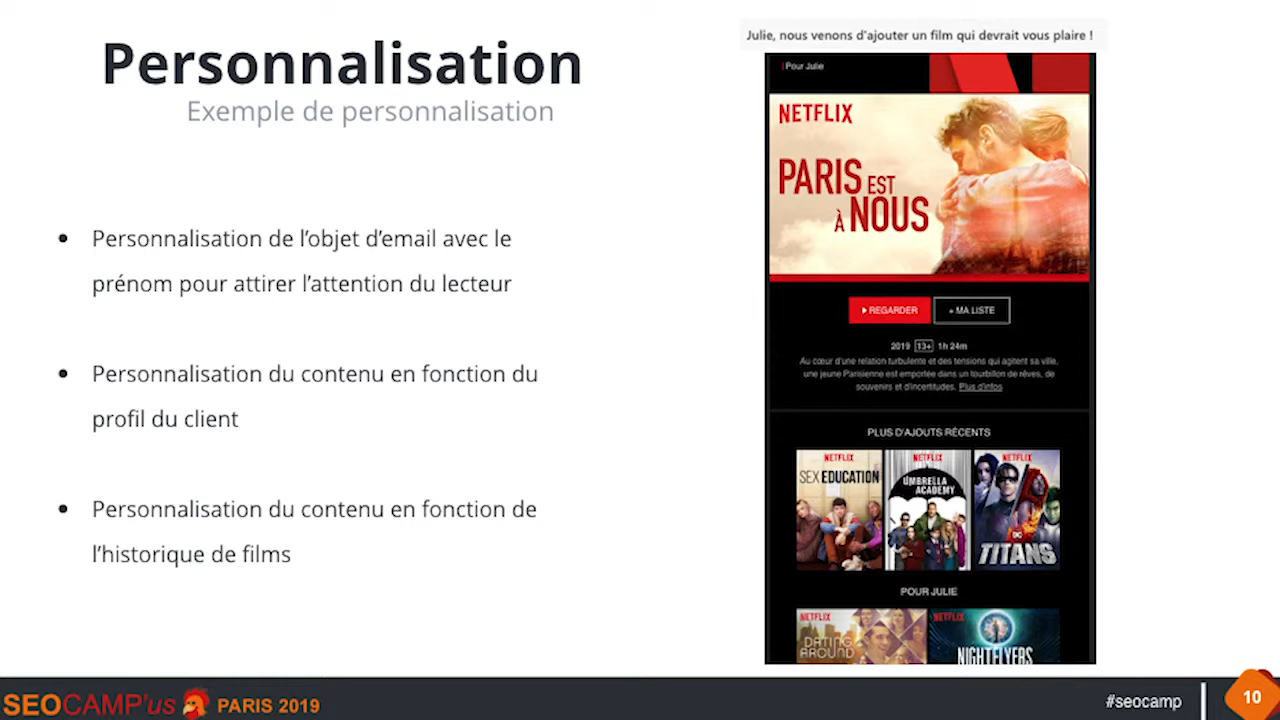 Personnalisation
Exemple de personnalisation
• Personnalisation de l’objet d’email avec le
prénom pour attirer l’attention du lecteur
• Personnalisation du contenu en fonction du
profil du client
• Personnalisation du contenu en fonction de
l’historique de films
Julie, nous venons d'ajouter un film qui devrait vous plaire !
Pour Julie
NETFLIX
PARIS EST
À NOUS
REGARDER
+ MA LISTE
2019 13+ 1h 24m
Au cœur d'une relation turbulente et des tensions qui agitent sa ville,
une jeune Parisienne est emportée dans un tourbillon de rêves, de
souvenirs et d'incertitudes. Plus d'infos
PLUS D'AJOUTS RÉCENTS
NETFLIX
SEX EDUCATION
NETFLIX
UMBRELLA
ACADEMY
NETFLIX
DC
TITANS
POUR JULIE
NETFLIX
DATING
AROUND
NETFLIX
NIGHTFLYERS
SEOCAMP'us PARIS 2019
#seocamp
10